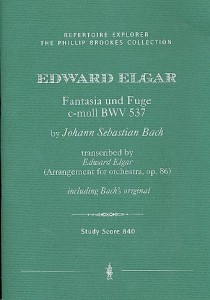 REPERTOIRE EXPLORER
THE PHILLIP BROOKES COLLECTION
EDWARD ELGAR
Fantasia und Fuge
c-moll BWV 537
by Johann Sebastian Bach
transcribed by
Edward Elgar
(Arrangement for orchestra, op. 86)
including Bach's original
Study Score 840